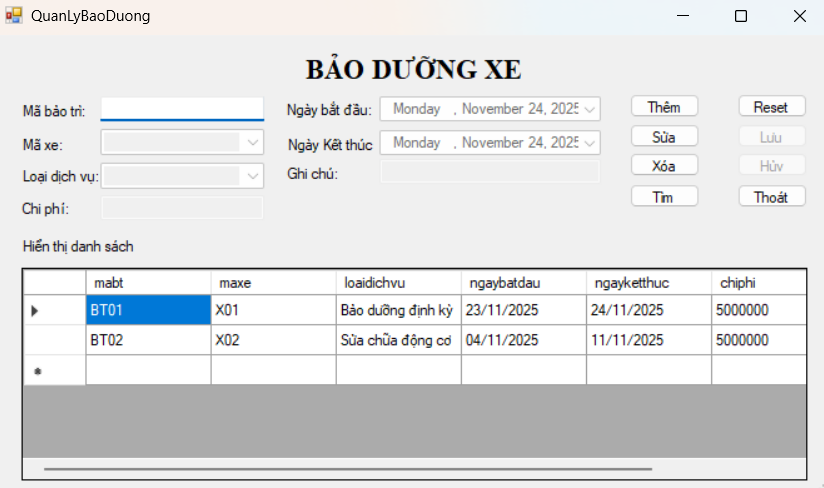 QuanLyBaoDuong
BẢO DƯỠNG XE
Mã bảo trì:
Ngày bắt đầu: Monday , November 24, 2025
Thêm
Reset
Mã xe:
Ngày Kết thúc Monday , November 24, 2025
Sửa
Lưu
Loại dịch vụ:
Ghi chú:
Xóa
Hủy
Chi phí:
Tìm
Thoát
Hiển thị danh sách
mabt maxe loaidichvu ngaybatdau ngayketthuc chiphi
BT01 X01 Bảo dưỡng định kỳ 23/11/2025 24/11/2025 5000000
BT02 X02 Sửa chữa động cơ 04/11/2025 11/11/2025 5000000